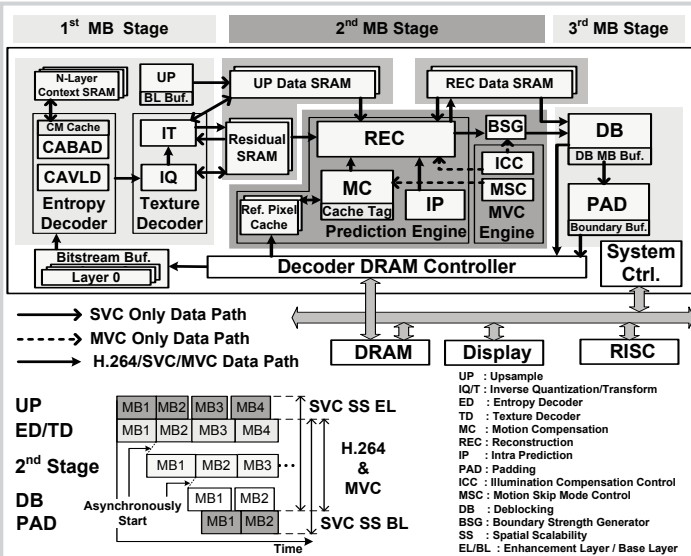 1st MB Stage
2nd MB Stage
3rd MB Stage
N-Layer
Context SRAM
UP
BL Buf.
UP Data SRAM
REC Data SRAM
CM Cache
CABAD
CAVLD
Entropy
Decoder
IT
IQ
Texture
Decoder
Residual
SRAM
REC
BSG
ICC
MSC
MVC
Engine
MC
Cache Tag
IP
Prediction Engine
Ref. Pixel
Cache
DB
DB MB Buf.
PAD
Boundary Buf.
Bitstream Buf.
Layer 0
Decoder DRAM Controller
System
Ctrl.
SVC Only Data Path
MVC Only Data Path
H.264/SVC/MVC Data Path
DRAM
Display
RISC
UP
MB1 MB2 MB3 MB4
SVC SS EL
ED/TD
MB1 MB2 MB3 MB4
H.264
&
MVC
2nd Stage
MB1 MB2 MB3 ...
Asynchronously
Start
DB
MB1 MB2
PAD
MB1 MB2
SVC SS BL
Time
UP : Upsample
IQ/T : Inverse Quantization/Transform
ED : Entropy Decoder
TD : Texture Decoder
MC : Motion Compensation
REC : Reconstruction
IP : Intra Prediction
PAD : Padding
ICC : Illumination Compensation Control
MSC : Motion Skip Mode Control
DB : Deblocking
BSG : Boundary Strength Generator
SS : Spatial Scalability
EL/BL : Enhancement Layer / Base Layer